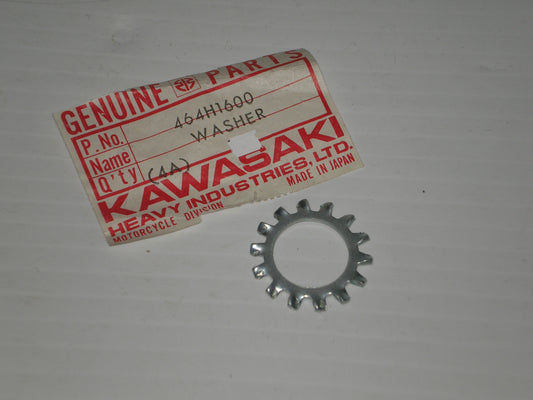 GENUINE PARTS
P.No. 464H1600
Name WASHER
Q'ty (4A)
KAWASAKI
HEAVY INDUSTRIES, LTD.
MOTORCYCLE DIVISION MADE IN JAPAN